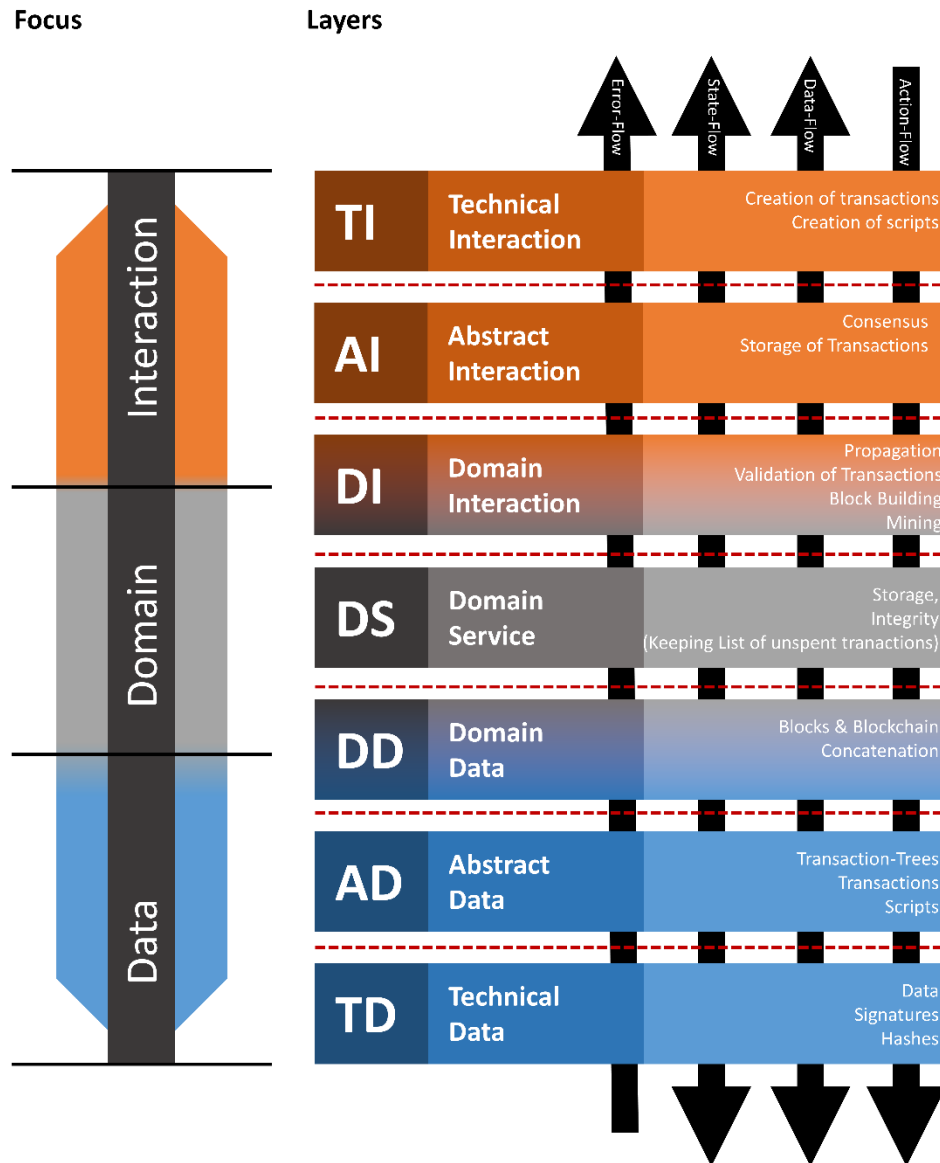 Focus
Layers
Error-Flow
State-Flow
Data-Flow
Action-Flow
Interaction
Domain
Data
TI
Technical
Interaction
Creation of transactions
Creation of scripts
AI
Abstract
Interaction
Consensus
Storage of Transactions
DI
Domain
Interaction
Propagation
Validation of Transactions
Block Building
Mining
DS
Domain
Service
Storage,
Integrity
(Keeping List of unspent tranactions)
DD
Domain
Data
Blocks & Blockchain
Concatenation
AD
Abstract
Data
Transaction-Trees
Transactions
Scripts
TD
Technical
Data
Data
Signatures
Hashes